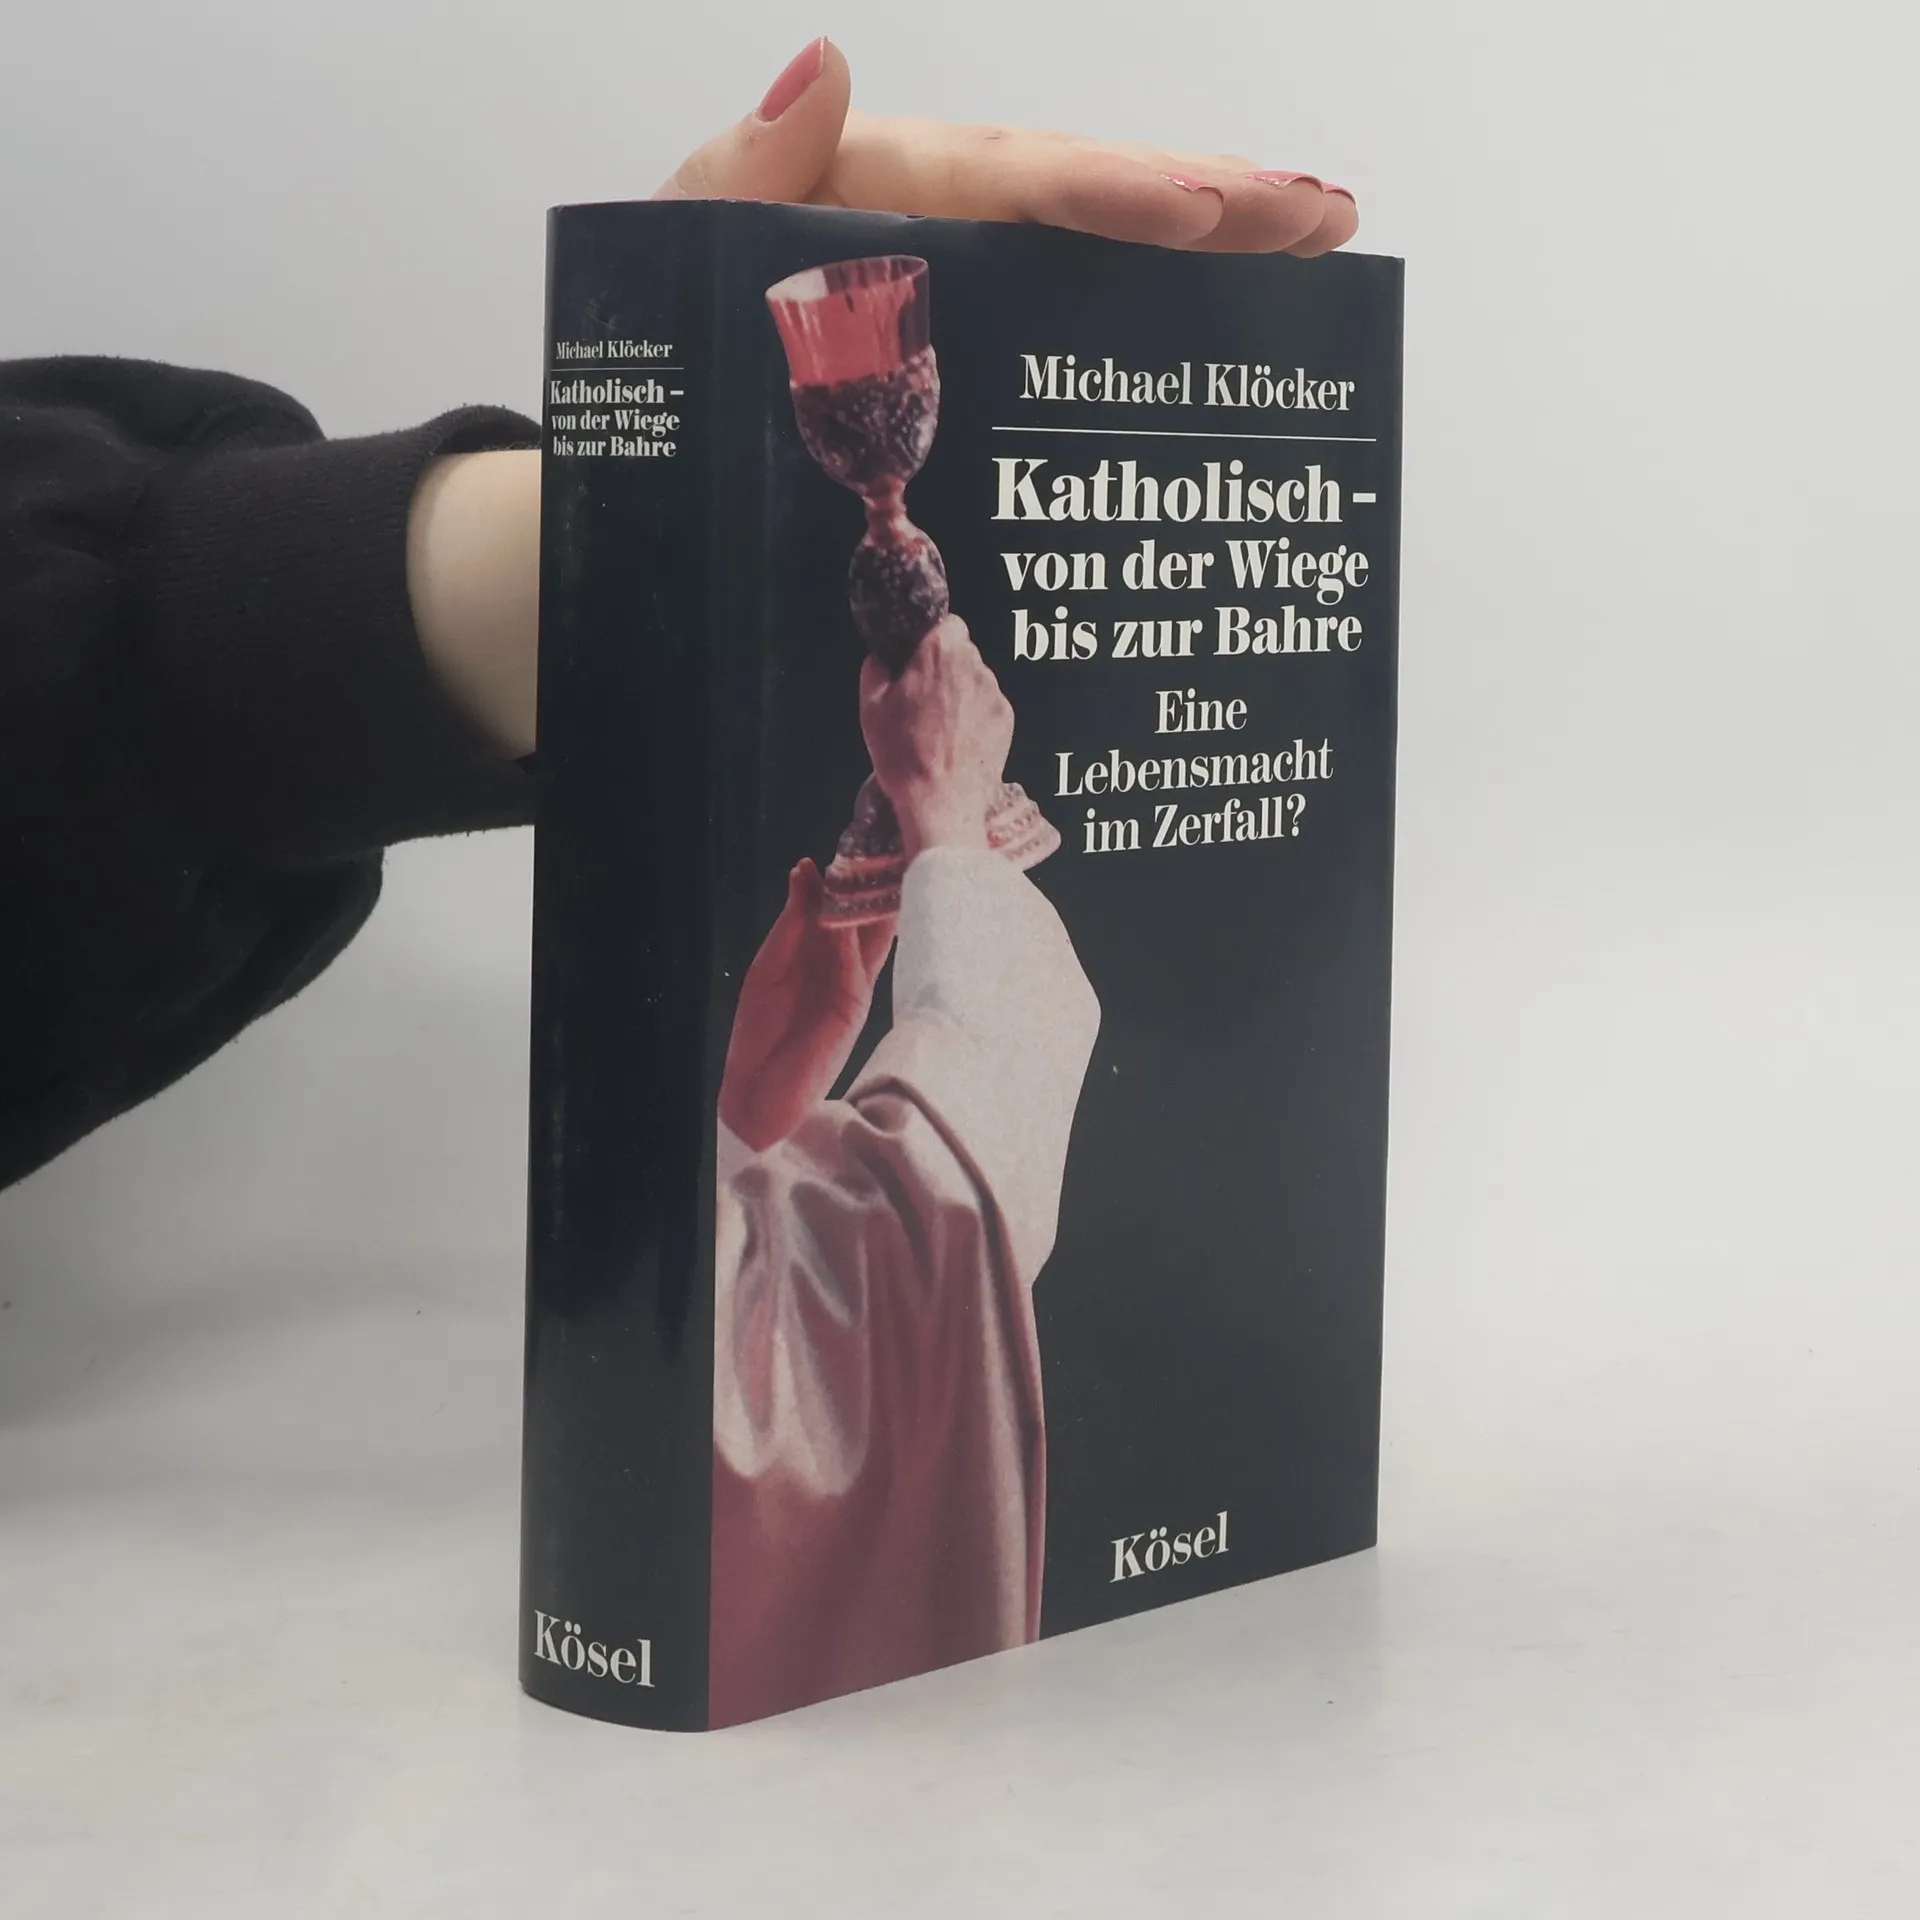 Michael Klöcker
Katholisch –
von der Wiege
bis zur Bahre
Kösel
Michael Klöcker
Katholisch –
von der Wiege
bis zur Bahre
Eine
Lebensmacht
im Zerfall?
Kösel